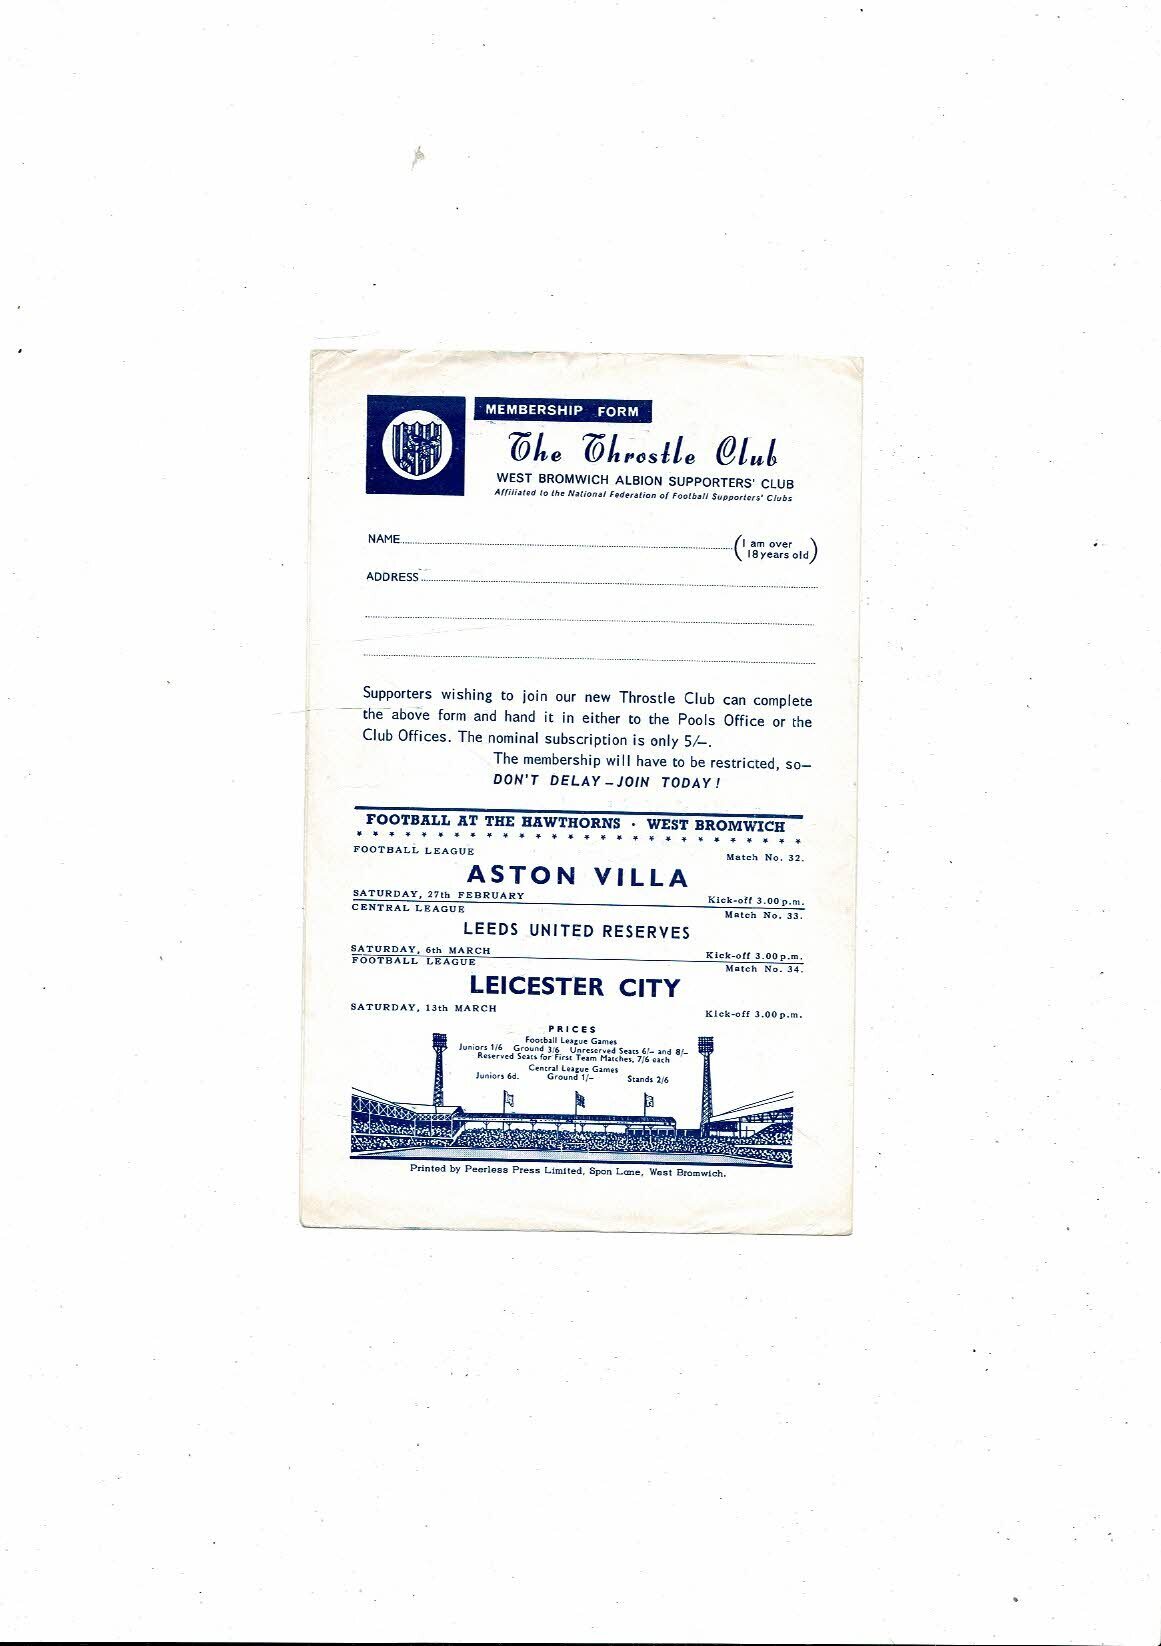 MEMBERSHIP FORM
The Throstle Club
WEST BROMWICH ALBION SUPPORTERS' CLUB
Affiliated to the National Federation of Football Supporters' Clubs
NAME (I am over 18 years old)
ADDRESS
Supporters wishing to join our new Throstle Club can complete
the above form and hand it in either to the Pools Office or the
Club Offices. The nominal subscription is only 5/-.
The membership will have to be restricted, so—
DON'T DELAY – JOIN TODAY!
FOOTBALL AT THE HAWTHORNS · WEST BROMWICH
FOOTBALL LEAGUE Match No. 32.
ASTON VILLA
SATURDAY, 27th FEBRUARY Kick-off 3.00 p.m.
CENTRAL LEAGUE Match No. 33.
LEEDS UNITED RESERVES
SATURDAY, 6th MARCH Kick-off 3.00 p.m.
FOOTBALL LEAGUE Match No. 34.
LEICESTER CITY
SATURDAY, 13th MARCH Kick-off 3.00 p.m.
PRICES
Football League Games
Juniors 1/6 Ground 3/6 Unreserved Seats 6/- and 8/-
Reserved Seats for First Team Matches, 7/6 each
Central League Games
Juniors 6d. Ground 1/- Stands 2/6
Printed by Peerless Press Limited, Spon Lane, West Bromwich.